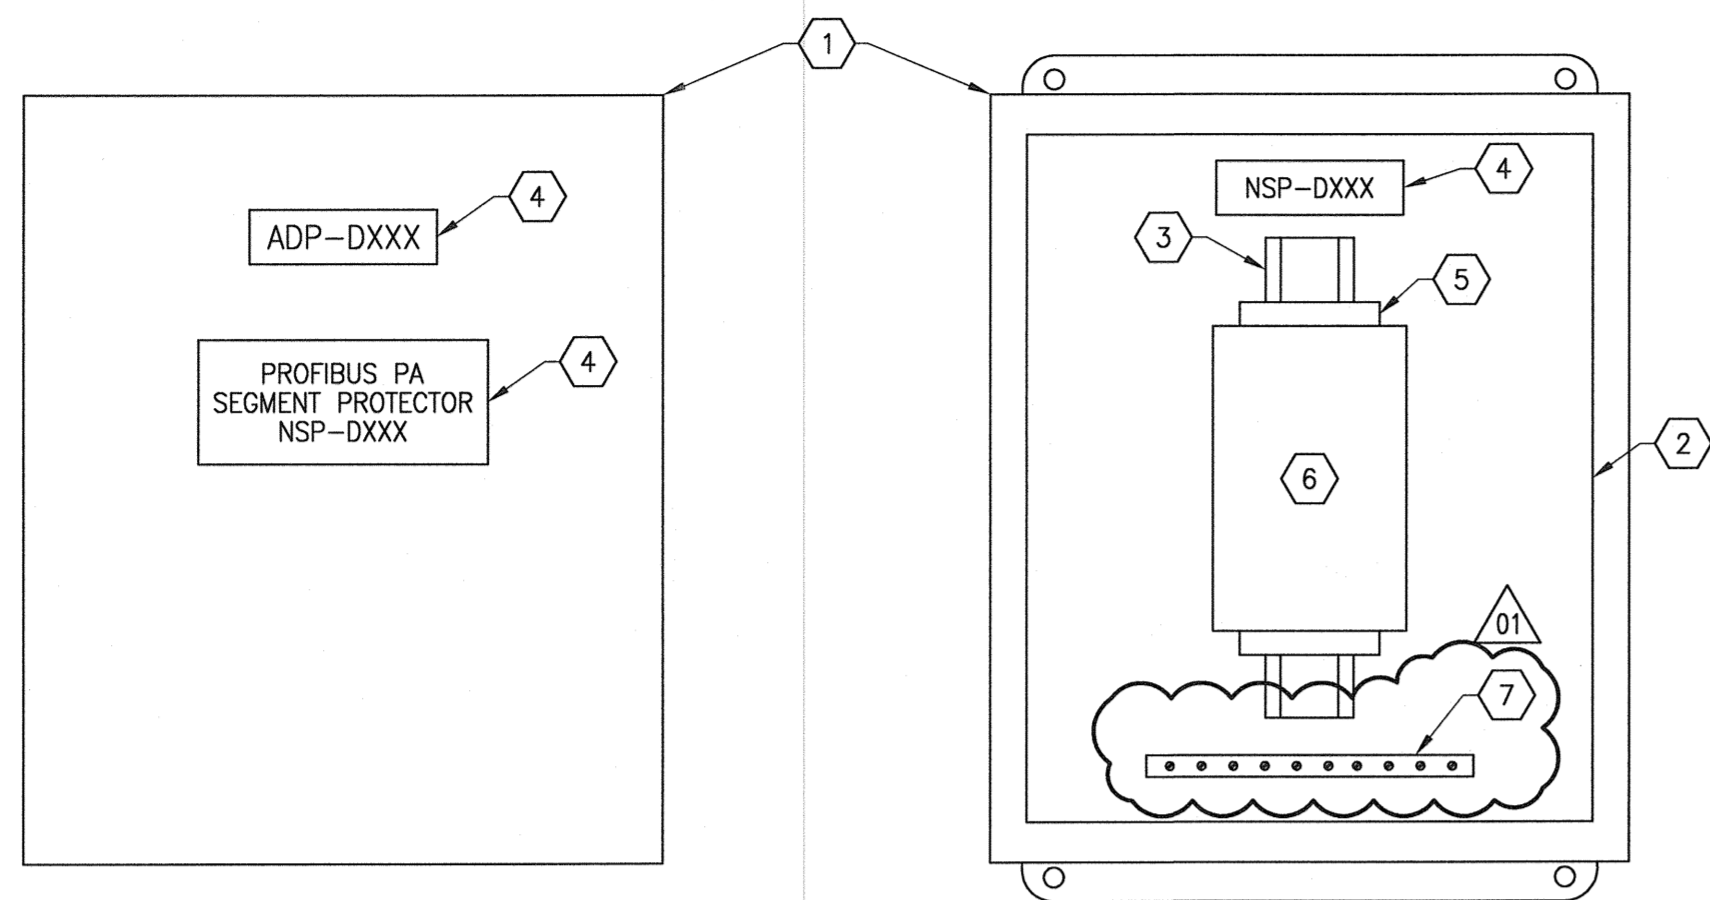 1
4
ADP-DXXX
4
PROFIBUS PA
SEGMENT PROTECTOR
NSP-DXXX
4
NSP-DXXX
3
5
2
6
01
7